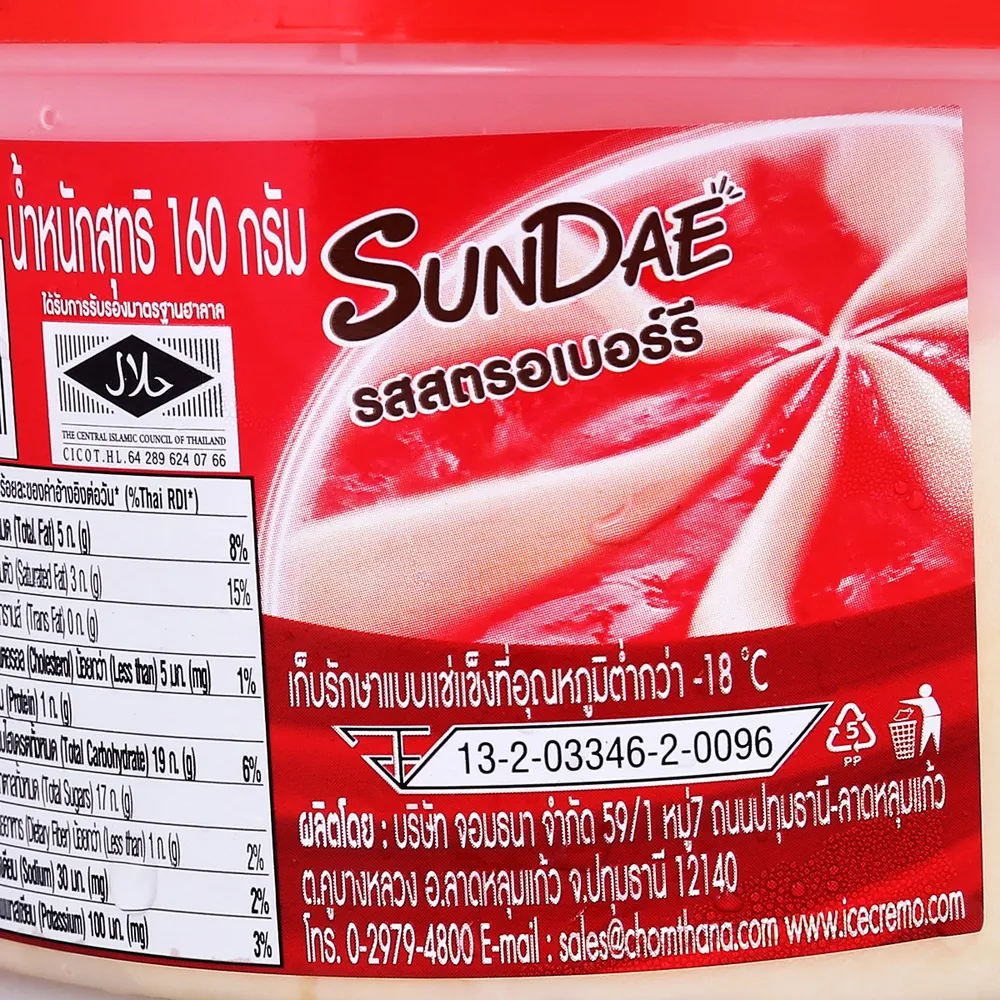 น้ำหนักสุทธิ 160 กรัม
ได้รับการรับรองมาตรฐานฮาลาล
حلال
THE CENTRAL ISLAMIC COUNCIL OF THAILAND
CICOT.HL.64 289 624 07 66
SUNDAE
รสสตรอเบอร์รี
ร้อยละของค่าอ้างอิงต่อวัน* (%Thai RDI*)
(Total Fat) 5 ก. (g) 8%
(Saturated Fat) 3 ก. (g) 15%
(Trans Fat) 0 ก. (g)
(Cholesterol) น้อยกว่า (Less than) 5 มก. (mg) 1%
(Protein) 1 ก. (g)
(Total Carbohydrate) 19 ก. (g) 6%
(Total Sugars) 17 ก. (g)
(Dietary Fiber) น้อยกว่า (Less than) 1 ก. (g) 2%
(Sodium) 30 มก. (mg) 2%
(Potassium) 100 มก. (mg) 3%
เก็บรักษาแบบแช่แข็งที่อุณหภูมิต่ำกว่า -18 °C
13-2-03346-2-0096
5
PP
ผลิตโดย : บริษัท จอมธนา จำกัด 59/1 หมู่7 ถนนปทุมธานี-ลาดหลุมแก้ว
ต.คูบางหลวง อ.ลาดหลุมแก้ว จ.ปทุมธานี 12140
โทร. 0-2979-4800 E-mail : sales@chomthana.com www.icecremo.com